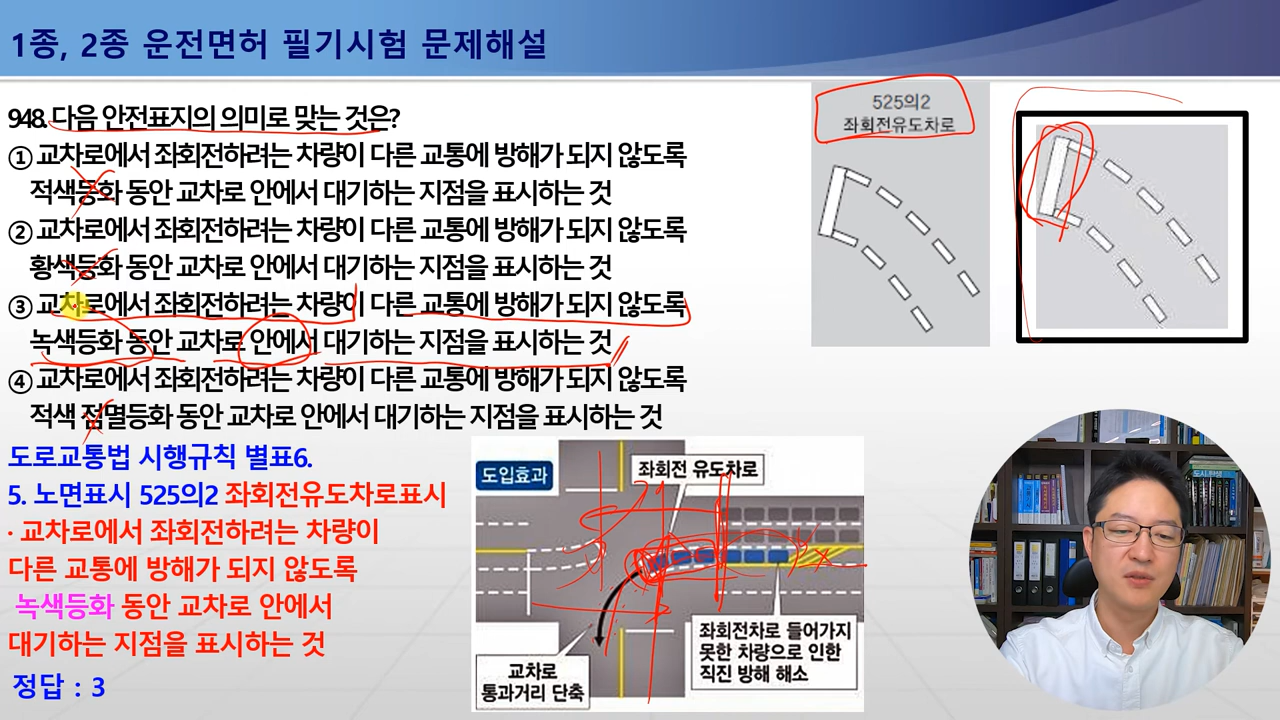 1종, 2종 운전면허 필기시험 문제해설
948. 다음 안전표지의 의미로 맞는 것은?
① 교차로에서 좌회전하려는 차량이 다른 교통에 방해가 되지 않도록
적색등화 동안 교차로 안에서 대기하는 지점을 표시하는 것
② 교차로에서 좌회전하려는 차량이 다른 교통에 방해가 되지 않도록
황색등화 동안 교차로 안에서 대기하는 지점을 표시하는 것
③ 교차로에서 좌회전하려는 차량이 다른 교통에 방해가 되지 않도록
녹색등화 동안 교차로 안에서 대기하는 지점을 표시하는 것
④ 교차로에서 좌회전하려는 차량이 다른 교통에 방해가 되지 않도록
적색 점멸등화 동안 교차로 안에서 대기하는 지점을 표시하는 것
도로교통법 시행규칙 별표6.
5. 노면표시 525의2 좌회전유도차로표시
· 교차로에서 좌회전하려는 차량이
다른 교통에 방해가 되지 않도록
녹색등화 동안 교차로 안에서
대기하는 지점을 표시하는 것
정답 : 3
525의2
좌회전유도차로
도입효과
좌회전 유도차로
교차로
통과거리 단축
좌회전차로 들어가지
못한 차량으로 인한
직진 방해 해소